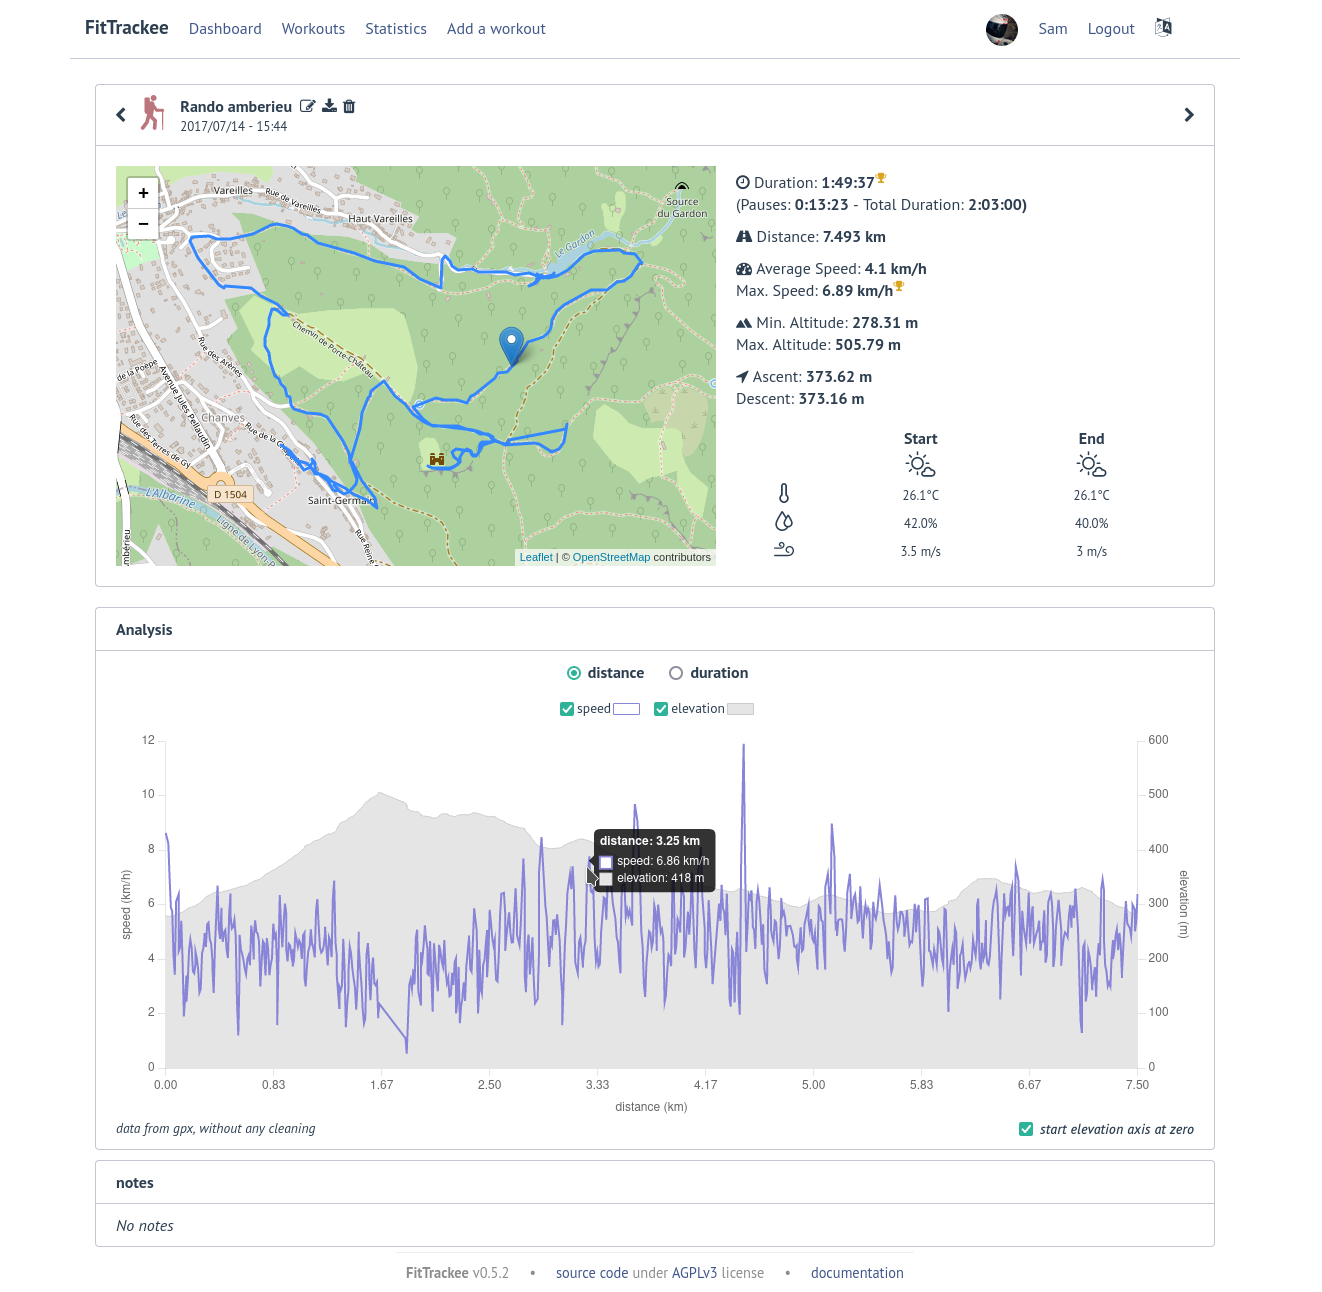 FitTrackee Dashboard Workouts Statistics Add a workout Sam Logout
Rando amberieu
2017/07/14 - 15:44
+
−
Vareilles
Rue de Vareilles
Haut Vareilles
Source
du Gardon
Le Gardon
Chemin de Porte-Château
Rue des Arènes
de la Poepe
Avenue Jules Pellaudin
Chanves
Rue des Terres de Gy
D 1504
Saint-Germain
L'Albarine
Ligne de Lyon-P
Rue Reine
Leaflet | © OpenStreetMap contributors
Duration: 1:49:37
(Pauses: 0:13:23 - Total Duration: 2:03:00)
Distance: 7.493 km
Average Speed: 4.1 km/h
Max. Speed: 6.89 km/h
Min. Altitude: 278.31 m
Max. Altitude: 505.79 m
Ascent: 373.62 m
Descent: 373.16 m
Start End
26.1°C 26.1°C
42.0% 40.0%
3.5 m/s 3 m/s
Analysis
distance duration
speed elevation
12 600
10 500
8 400
6 300
4 200
2 100
0 0
speed (km/h)
elevation (m)
distance: 3.25 km
speed: 6.86 km/h
elevation: 418 m
0.00 0.83 1.67 2.50 3.33 4.17 5.00 5.83 6.67 7.50
distance (km)
data from gpx, without any cleaning
start elevation axis at zero
notes
No notes
FitTrackee v0.5.2 • source code under AGPLv3 license • documentation